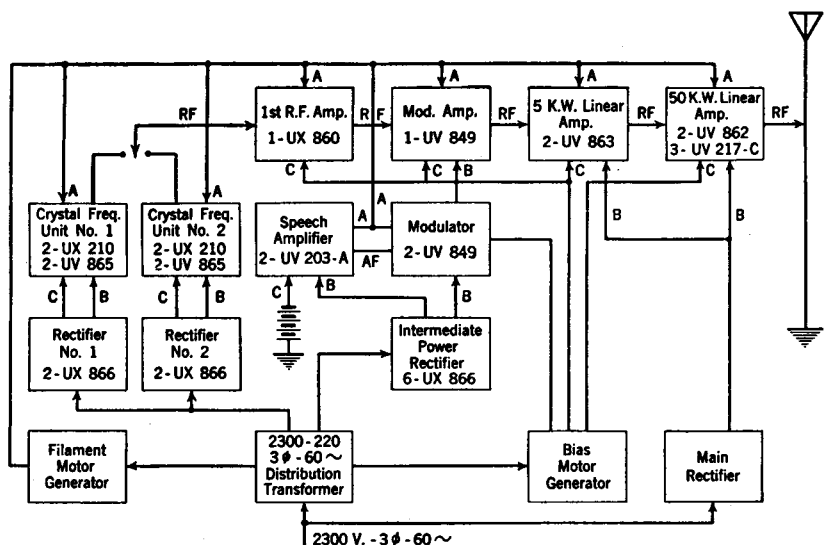 A
A
A
A
A
A
RF
1st R.F. Amp.
1-UX 860
RF
Mod. Amp.
1-UV 849
RF
5 K.W. Linear
Amp.
2-UV 863
RF
50 K.W. Linear
Amp.
2-UV 862
3-UV 217-C
RF
C
C
B
C
C
B
B
Crystal Freq.
Unit No. 1
2-UX 210
2-UV 865
Crystal Freq.
Unit No. 2
2-UX 210
2-UV 865
Speech
Amplifier
2-UV 203-A
A
AF
Modulator
2-UV 849
C
B
C
B
C
B
B
Rectifier
No. 1
2-UX 866
Rectifier
No. 2
2-UX 866
Intermediate
Power
Rectifier
6-UX 866
Filament
Motor
Generator
2300-220
3ϕ-60~
Distribution
Transformer
Bias
Motor
Generator
Main
Rectifier
2300 V.-3ϕ-60~